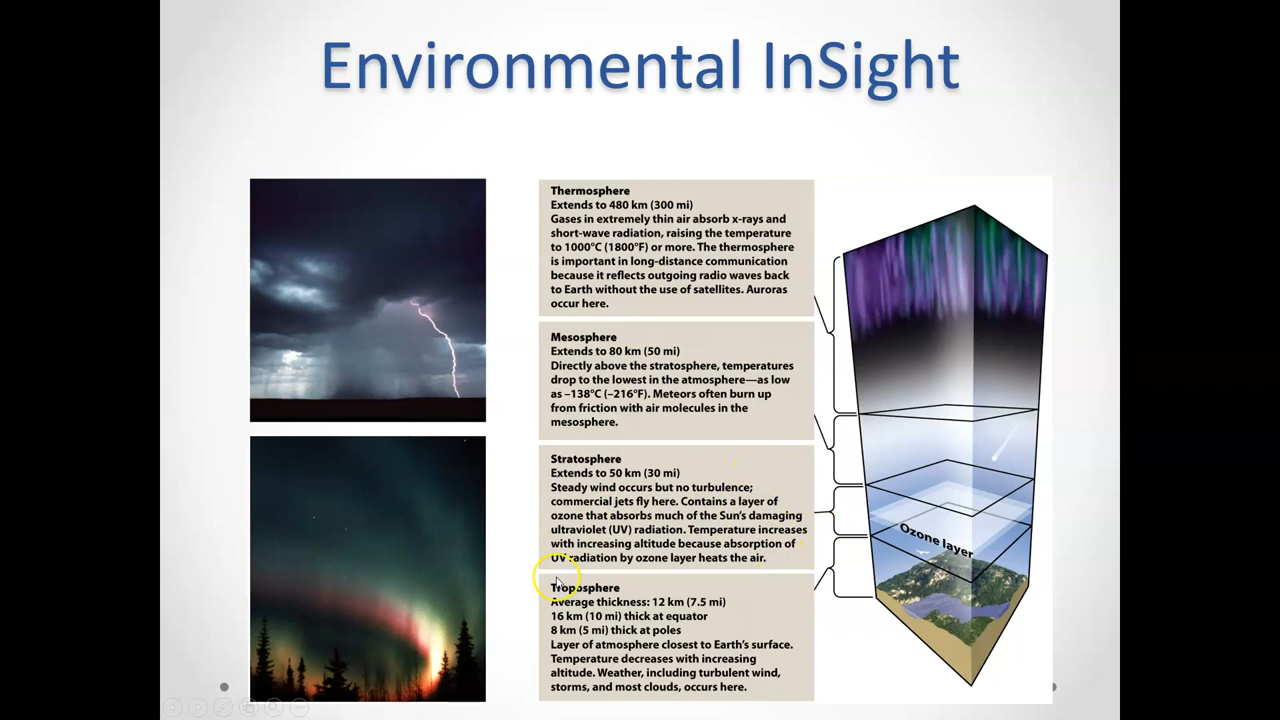 Environmental InSight
Thermosphere
Extends to 480 km (300 mi)
Gases in extremely thin air absorb x-rays and
short-wave radiation, raising the temperature
to 1000°C (1800°F) or more. The thermosphere
is important in long-distance communication
because it reflects outgoing radio waves back
to Earth without the use of satellites. Auroras
occur here.
Mesosphere
Extends to 80 km (50 mi)
Directly above the stratosphere, temperatures
drop to the lowest in the atmosphere—as low
as –138°C (–216°F). Meteors often burn up
from friction with air molecules in the
mesosphere.
Stratosphere
Extends to 50 km (30 mi)
Steady wind occurs but no turbulence;
commercial jets fly here. Contains a layer of
ozone that absorbs much of the Sun's damaging
ultraviolet (UV) radiation. Temperature increases
with increasing altitude because absorption of
UV radiation by ozone layer heats the air.
Troposphere
Average thickness: 12 km (7.5 mi)
16 km (10 mi) thick at equator
8 km (5 mi) thick at poles
Layer of atmosphere closest to Earth's surface.
Temperature decreases with increasing
altitude. Weather, including turbulent wind,
storms, and most clouds, occurs here.
Ozone layer